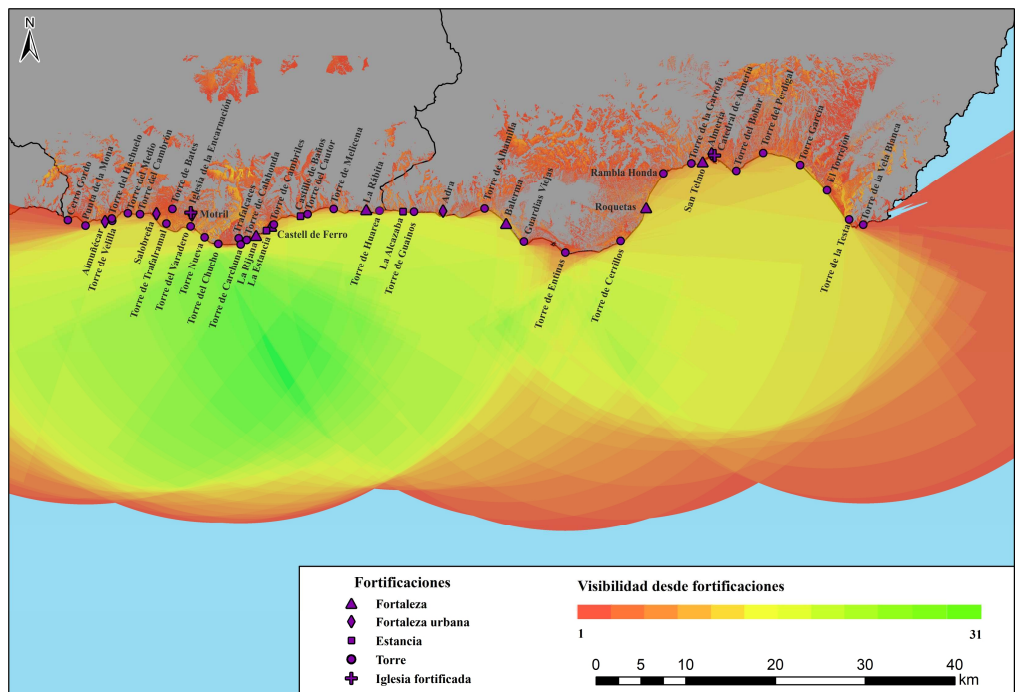 N
Cerro Gordo
Punta de la Mona
Almuñécar
Torre de Velilla
Torre del Hachuelo
Torre del Medio
Torre del Cambrón
Salobreña
Torre de Trafalramal
Torre de Bates
Iglesia de la Encarnación
Motril
Torre del Varadero
Torre Nueva
Torre del Chucho
Torre de Carchuna
Trafalcares
Torre de Calahonda
La Rijana
La Estancia
Torre de Cambriles
Castell de Ferro
Castillo de Baños
Torre del Cautor
Torre de Melicena
La Rábita
Torre de Huarea
La Alcazaba
Torre de Guainos
Adra
Torre de Alhamilla
Balerma
Guardias Viejas
Torre de Entinas
Torre de Cerrillos
Roquetas
Rambla Honda
Torre de la Garrofa
San Telmo
Almería
Catedral de Almería
Torre del Bobar
Torre del Perdigal
Torre García
El Torrejón
Torre de la Testa
Torre de la Vela Blanca
Fortificaciones
Fortaleza
Fortaleza urbana
Estancia
Torre
Iglesia fortificada
Visibilidad desde fortificaciones
1 31
0 5 10 20 30 40
km